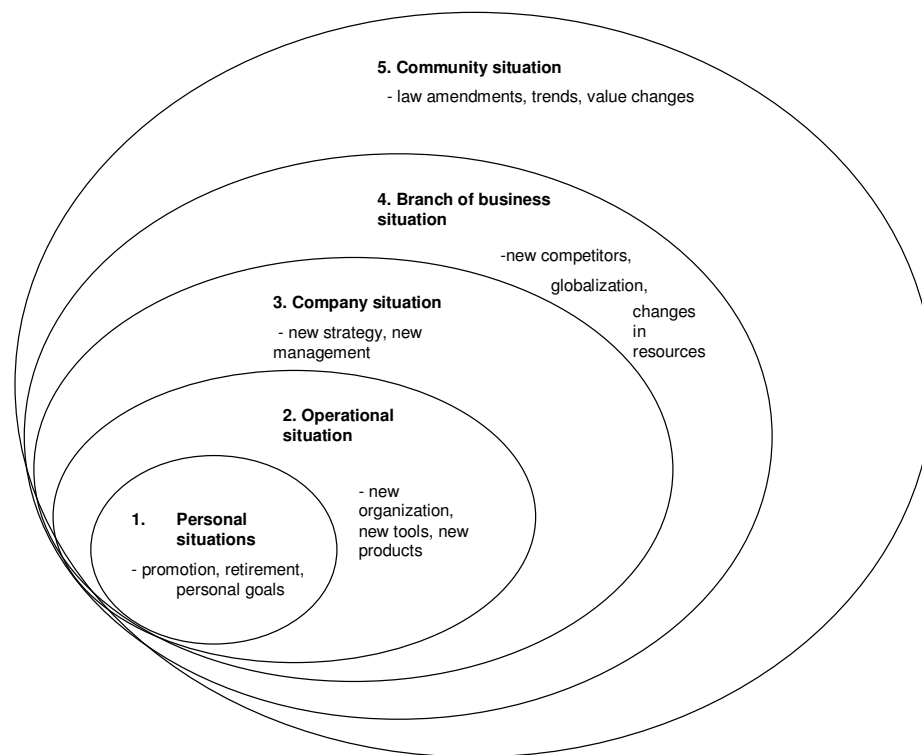 5. Community situation
- law amendments, trends, value changes
4. Branch of business
situation
-new competitors,
globalization,
changes
in
resources
3. Company situation
- new strategy, new
management
2. Operational
situation
- new
organization,
new tools, new
products
1. Personal
situations
- promotion, retirement,
personal goals